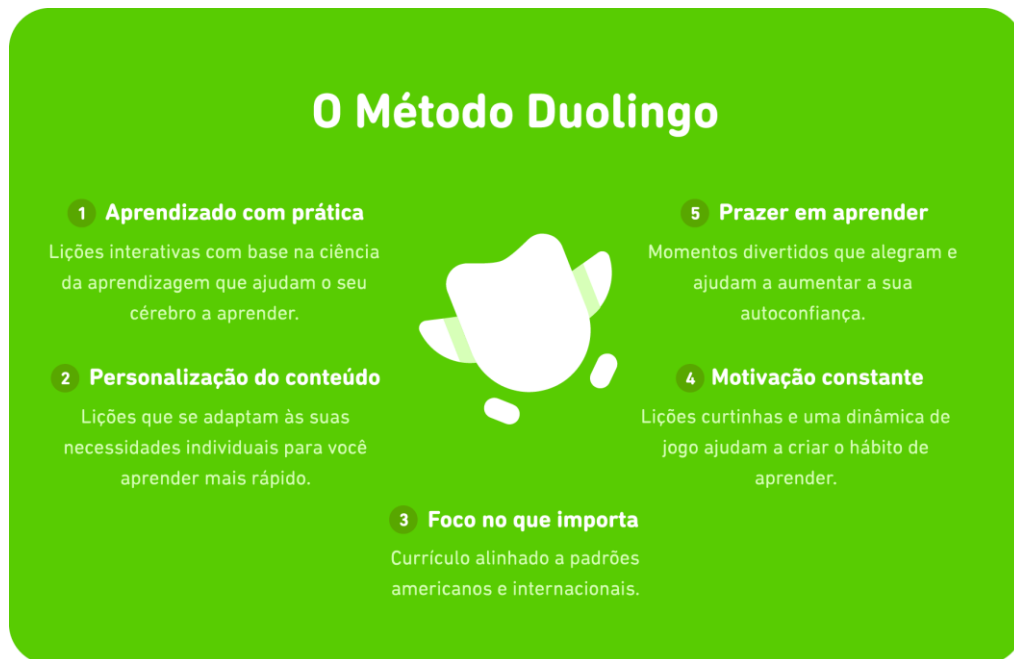 O Método Duolingo
1 Aprendizado com prática
Lições interativas com base na ciência
da aprendizagem que ajudam o seu
cérebro a aprender.
2 Personalização do conteúdo
Lições que se adaptam às suas
necessidades individuais para você
aprender mais rápido.
3 Foco no que importa
Currículo alinhado a padrões
americanos e internacionais.
4 Motivação constante
Lições curtinhas e uma dinâmica de
jogo ajudam a criar o hábito de
aprender.
5 Prazer em aprender
Momentos divertidos que alegram e
ajudam a aumentar a sua
autoconfiança.